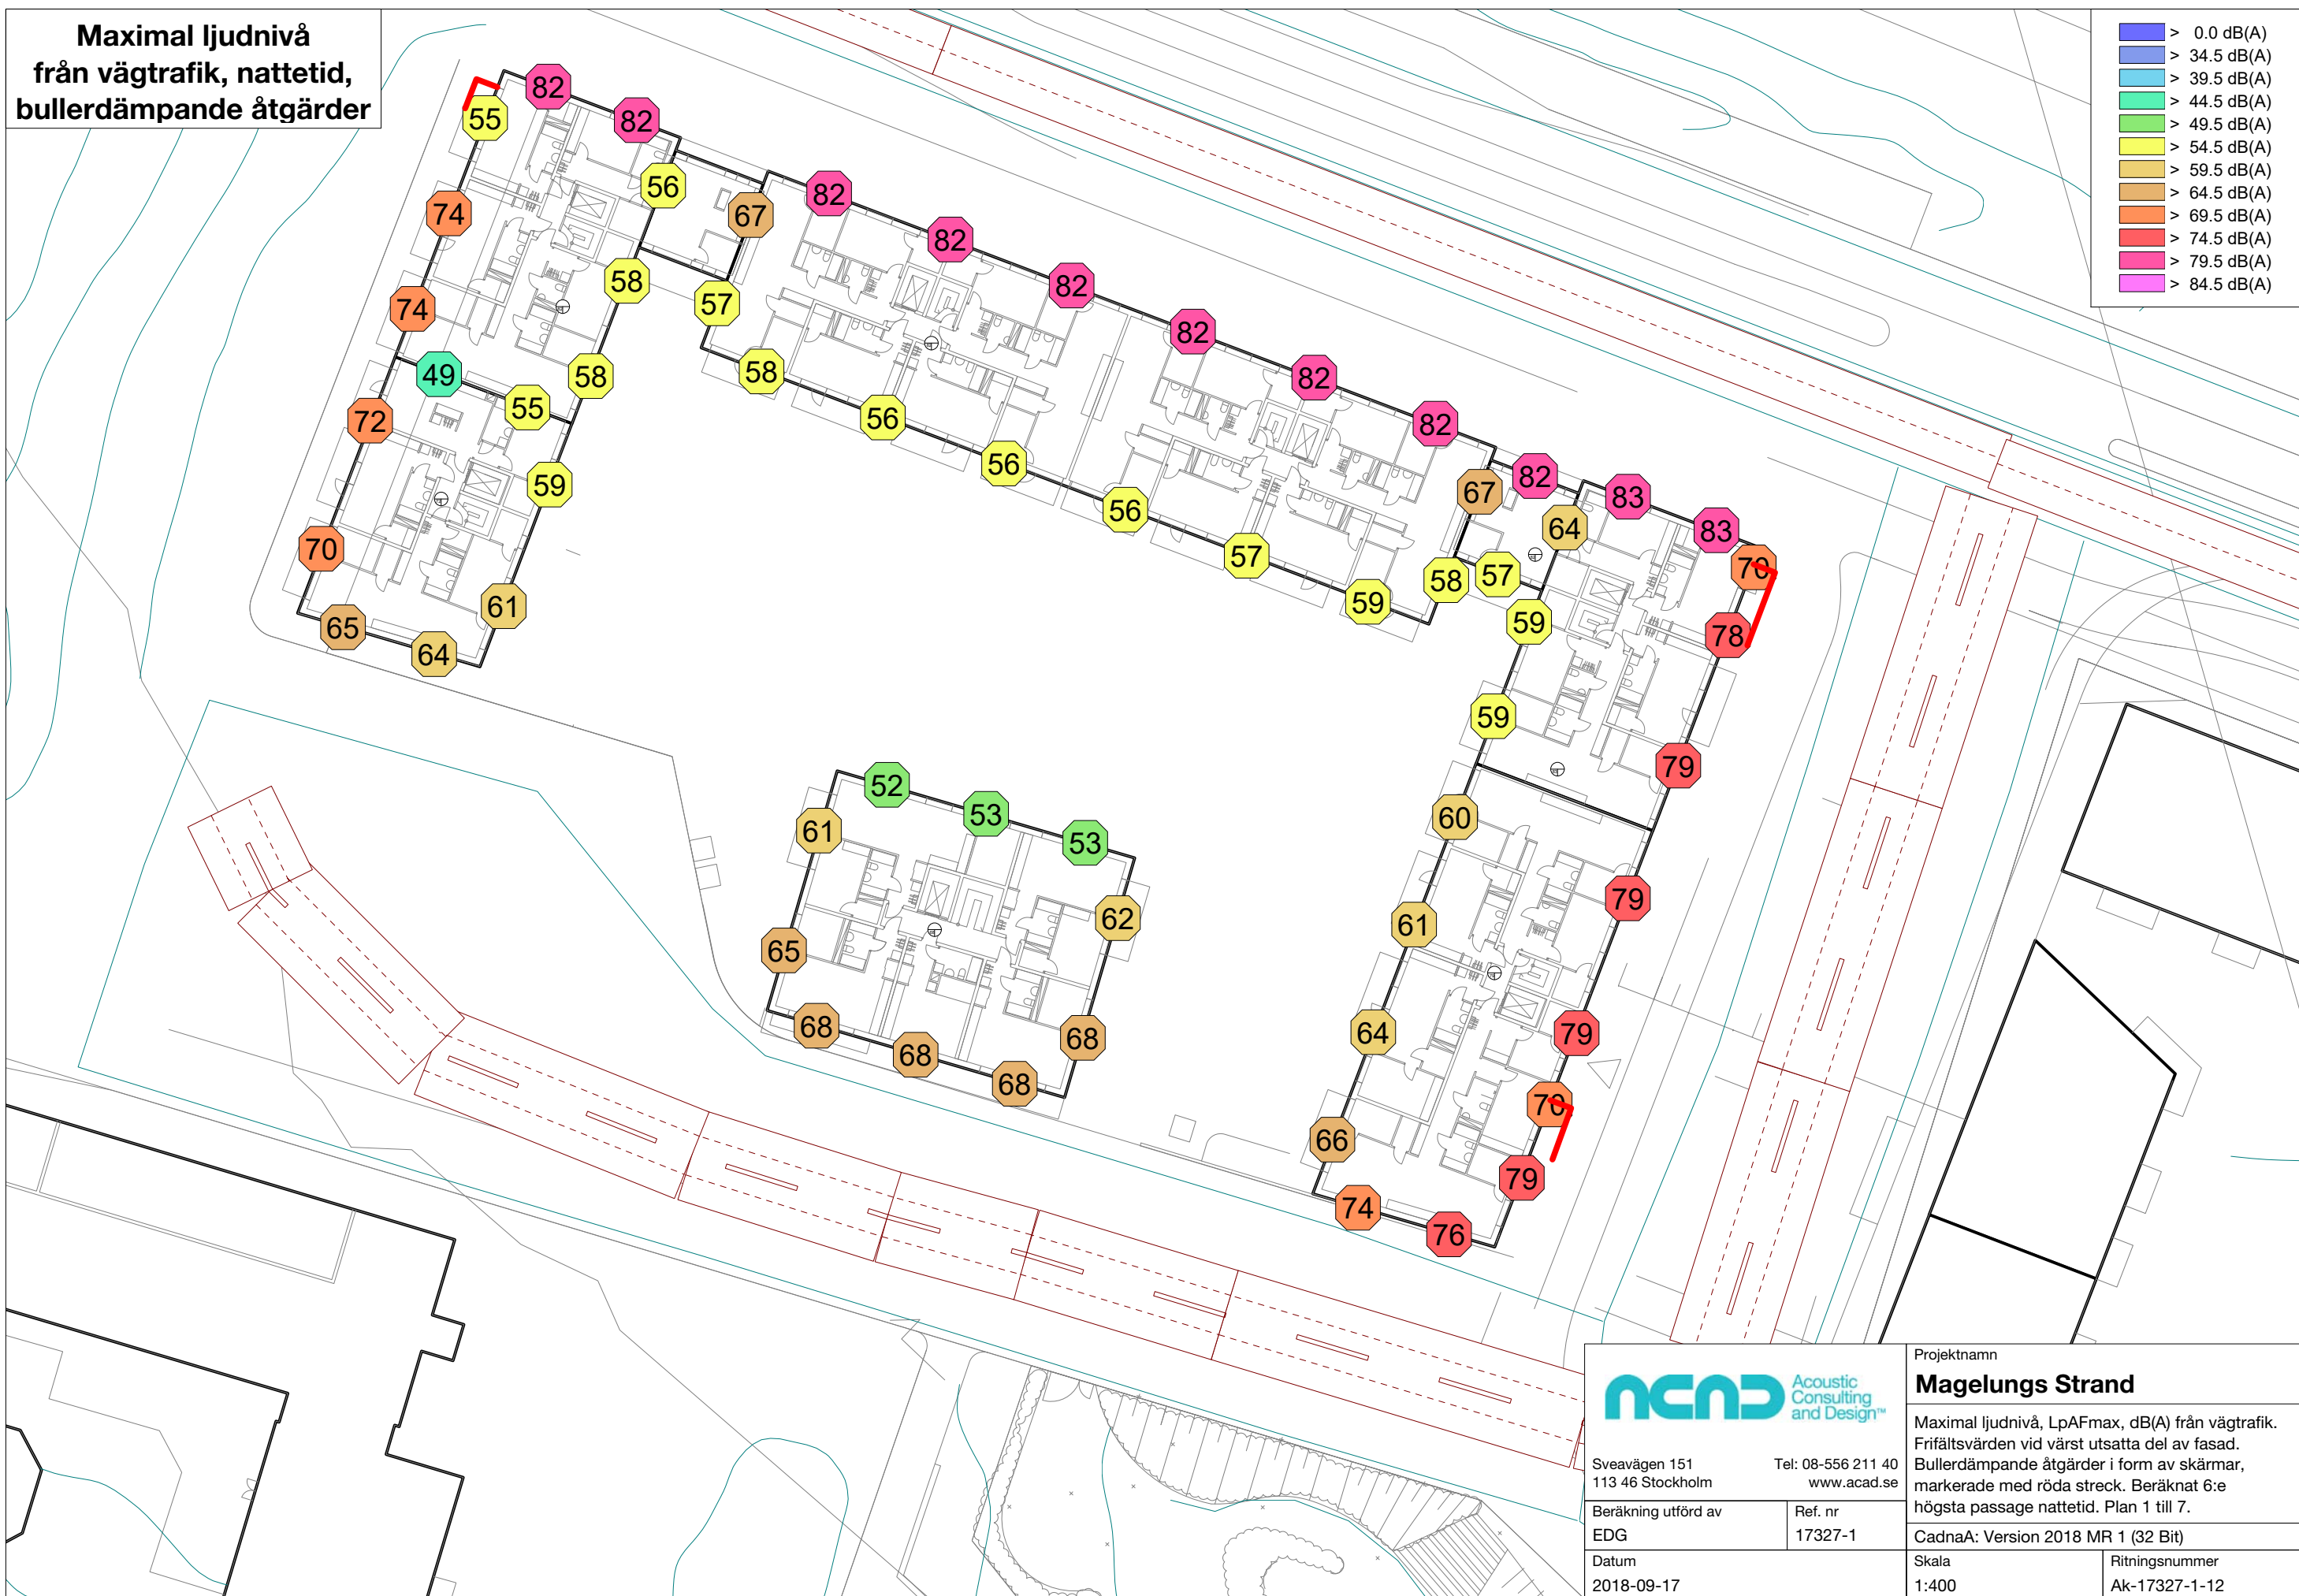 Maximal ljudnivå
från vägtrafik, nattetid,
bullerdämpande åtgärder
> 0.0 dB(A)
> 34.5 dB(A)
> 39.5 dB(A)
> 44.5 dB(A)
> 49.5 dB(A)
> 54.5 dB(A)
> 59.5 dB(A)
> 64.5 dB(A)
> 69.5 dB(A)
> 74.5 dB(A)
> 79.5 dB(A)
> 84.5 dB(A)
82
55
82
56
82
67
74
82
58
82
57
74
82
49
58
58
82
55
72
56
82
59
56
82
67
83
56
64
83
70
57
70
57
58
61
59
59
78
65
64
59
79
52
53
60
61
53
79
62
61
65
68
64
79
68
68
68
70
66
79
74
76
ACAD
Acoustic
Consulting
and Design™
Sveavägen 151 Tel: 08-556 211 40
113 46 Stockholm www.acad.se
Beräkning utförd av
EDG
Ref. nr
17327-1
Datum
2018-09-17
Projektnamn
Magelungs Strand
Maximal ljudnivå, LpAFmax, dB(A) från vägtrafik.
Frifältsvärden vid värst utsatta del av fasad.
Bullerdämpande åtgärder i form av skärmar,
markerade med röda streck. Beräknat 6:e
högsta passage nattetid. Plan 1 till 7.
CadnaA: Version 2018 MR 1 (32 Bit)
Skala
1:400
Ritningsnummer
Ak-17327-1-12